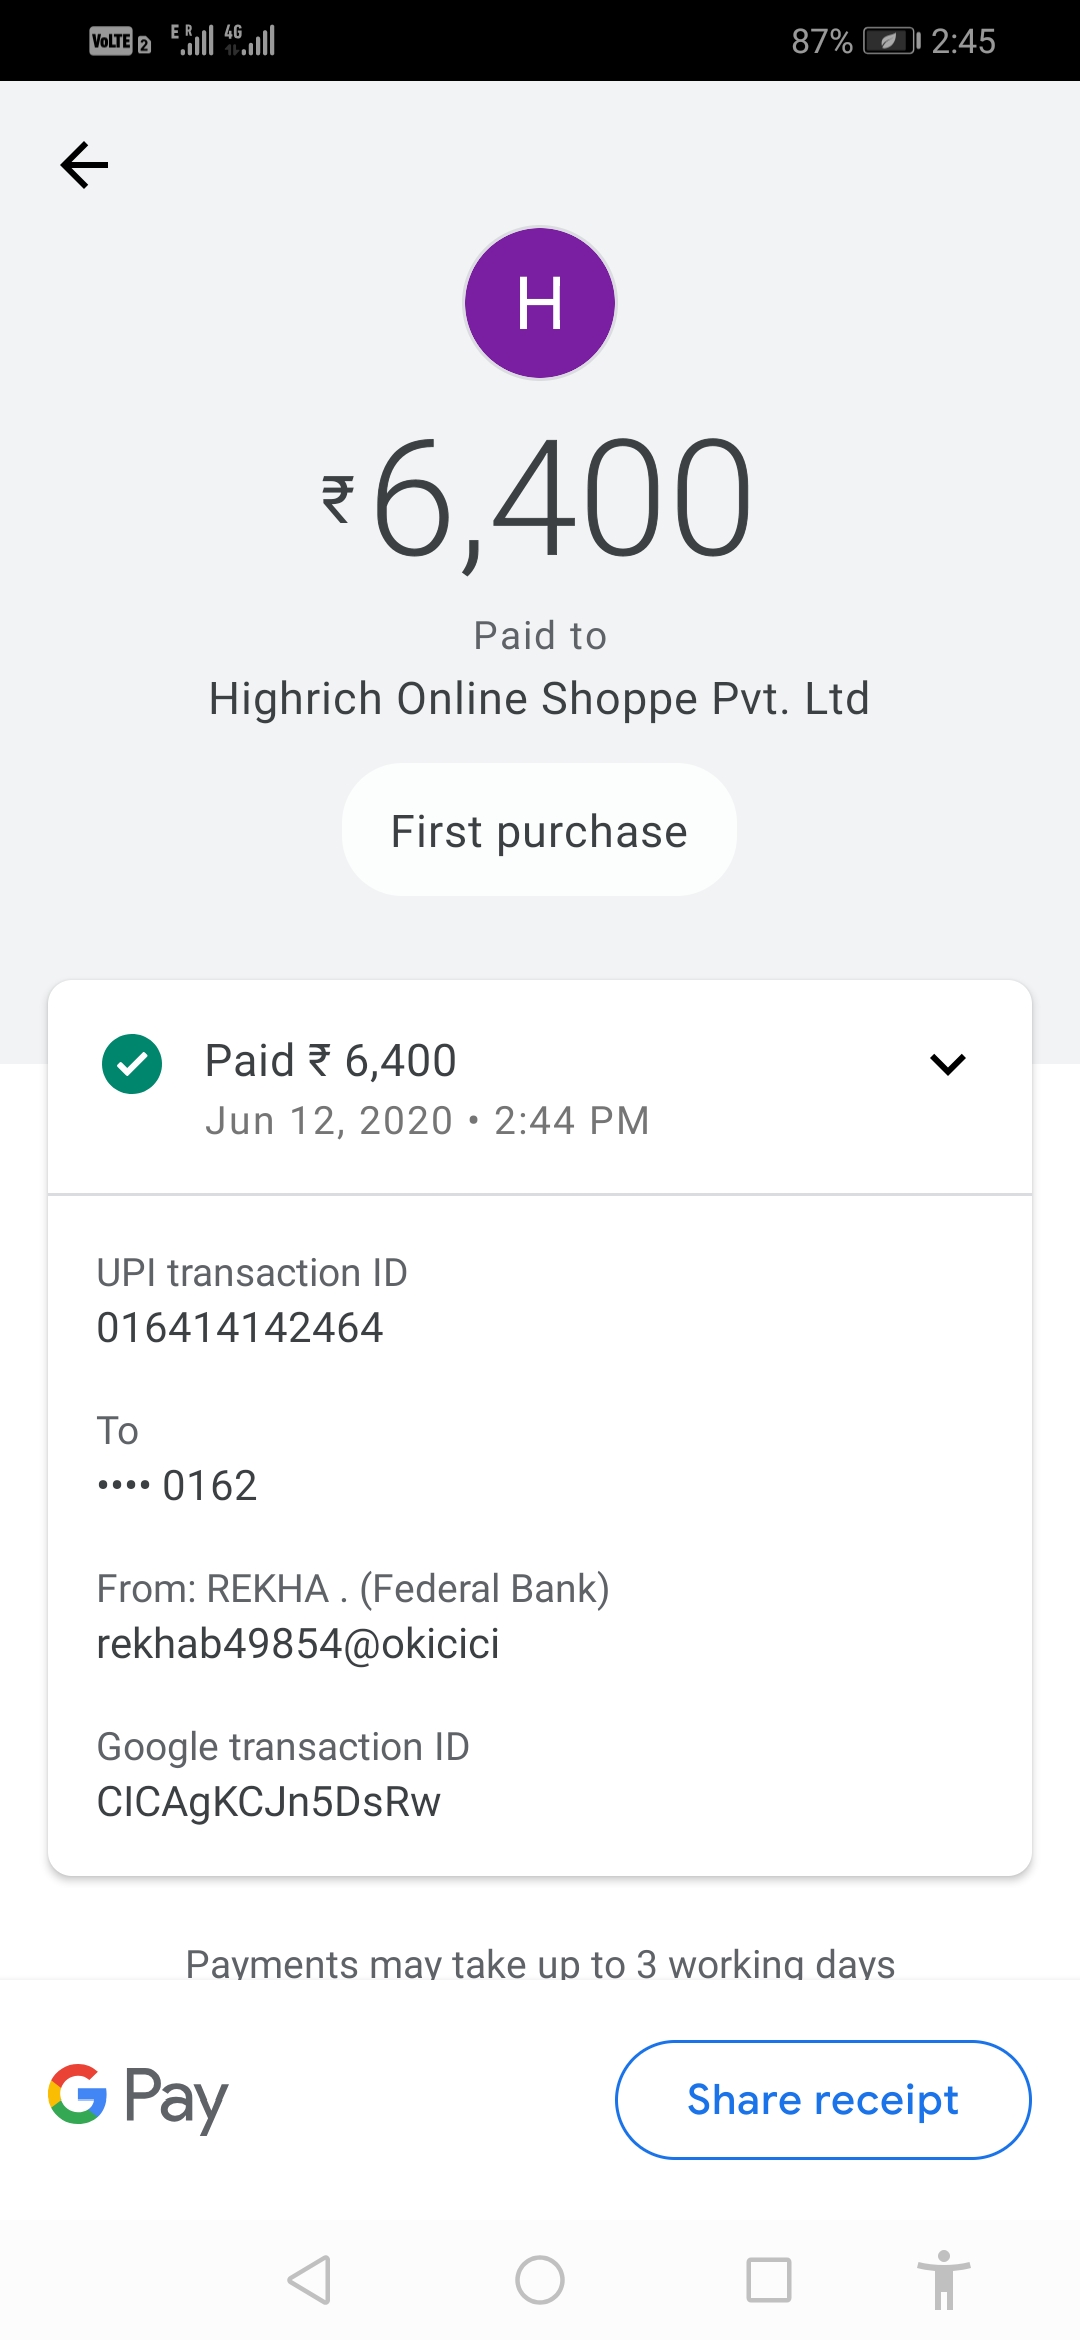 VoLTE 2 E R 4G 87% 2:45
H
₹6,400
Paid to
Highrich Online Shoppe Pvt. Ltd
First purchase
Paid ₹ 6,400
Jun 12, 2020 • 2:44 PM
UPI transaction ID
016414142464
To
•••• 0162
From: REKHA . (Federal Bank)
rekhab49854@okicici
Google transaction ID
CICAgKCJn5DsRw
Payments may take up to 3 working days
G Pay
Share receipt